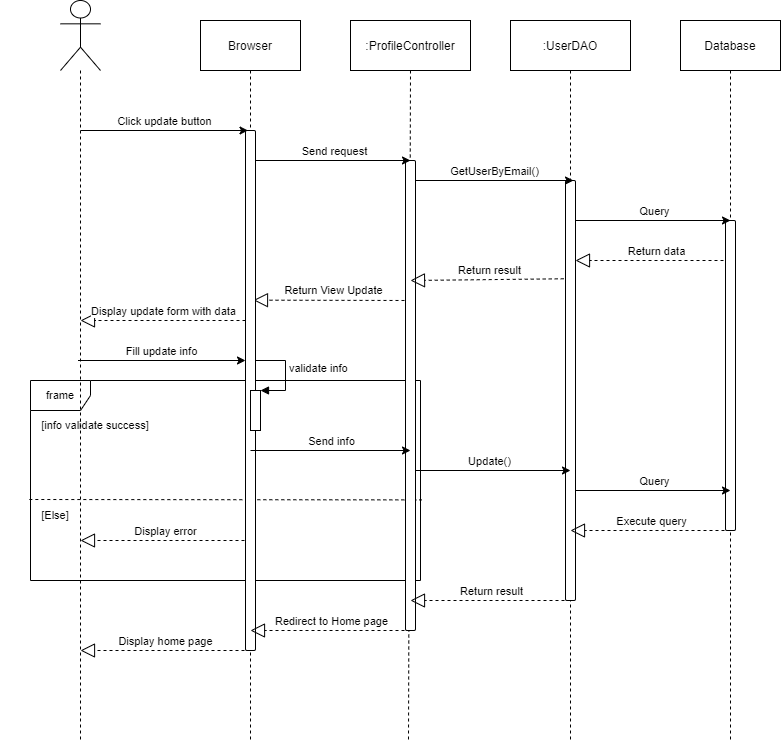 Browser
:ProfileController
:UserDAO
Database
Click update button
Send request
GetUserByEmail()
Query
Return data
Return result
Return View Update
Display update form with data
Fill update info
validate info
frame
[info validate success]
Send info
Update()
Query
[Else]
Execute query
Display error
Return result
Redirect to Home page
Display home page